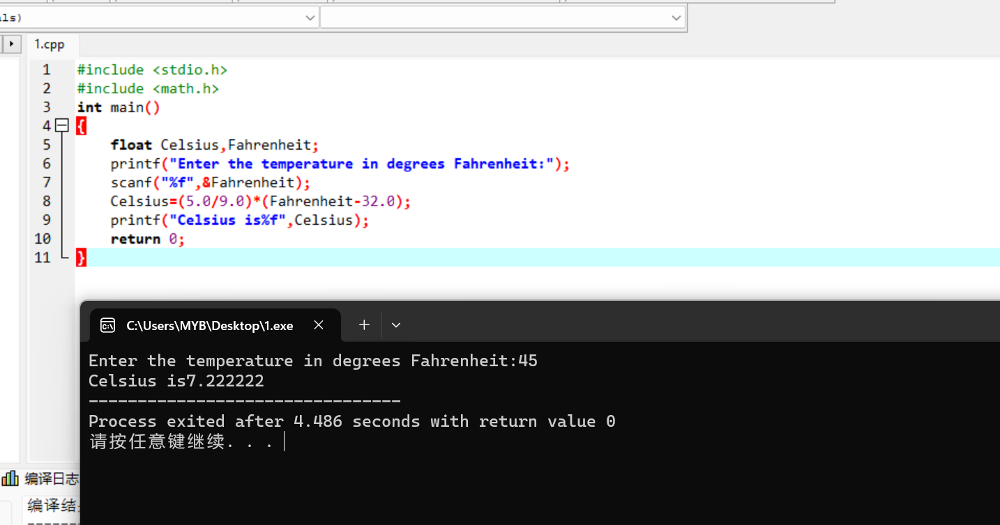 als)
1.cpp
1 #include <stdio.h>
2 #include <math.h>
3 int main()
4 {
5 float Celsius,Fahrenheit;
6 printf("Enter the temperature in degrees Fahrenheit:");
7 scanf("%f",&Fahrenheit);
8 Celsius=(5.0/9.0)*(Fahrenheit-32.0);
9 printf("Celsius is%f",Celsius);
10 return 0;
11 }
C:\Users\MYB\Desktop\1.exe
Enter the temperature in degrees Fahrenheit:45
Celsius is7.222222
--------------------------------
Process exited after 4.486 seconds with return value 0
请按任意键继续. . .
编译日志
编译结